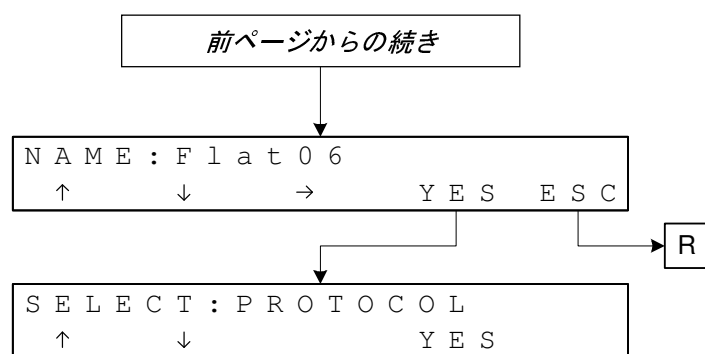 前ページからの続き
NAME:Flat06
↑ ↓ → YES ESC
R
SELECT:PROTOCOL
↑ ↓ YES